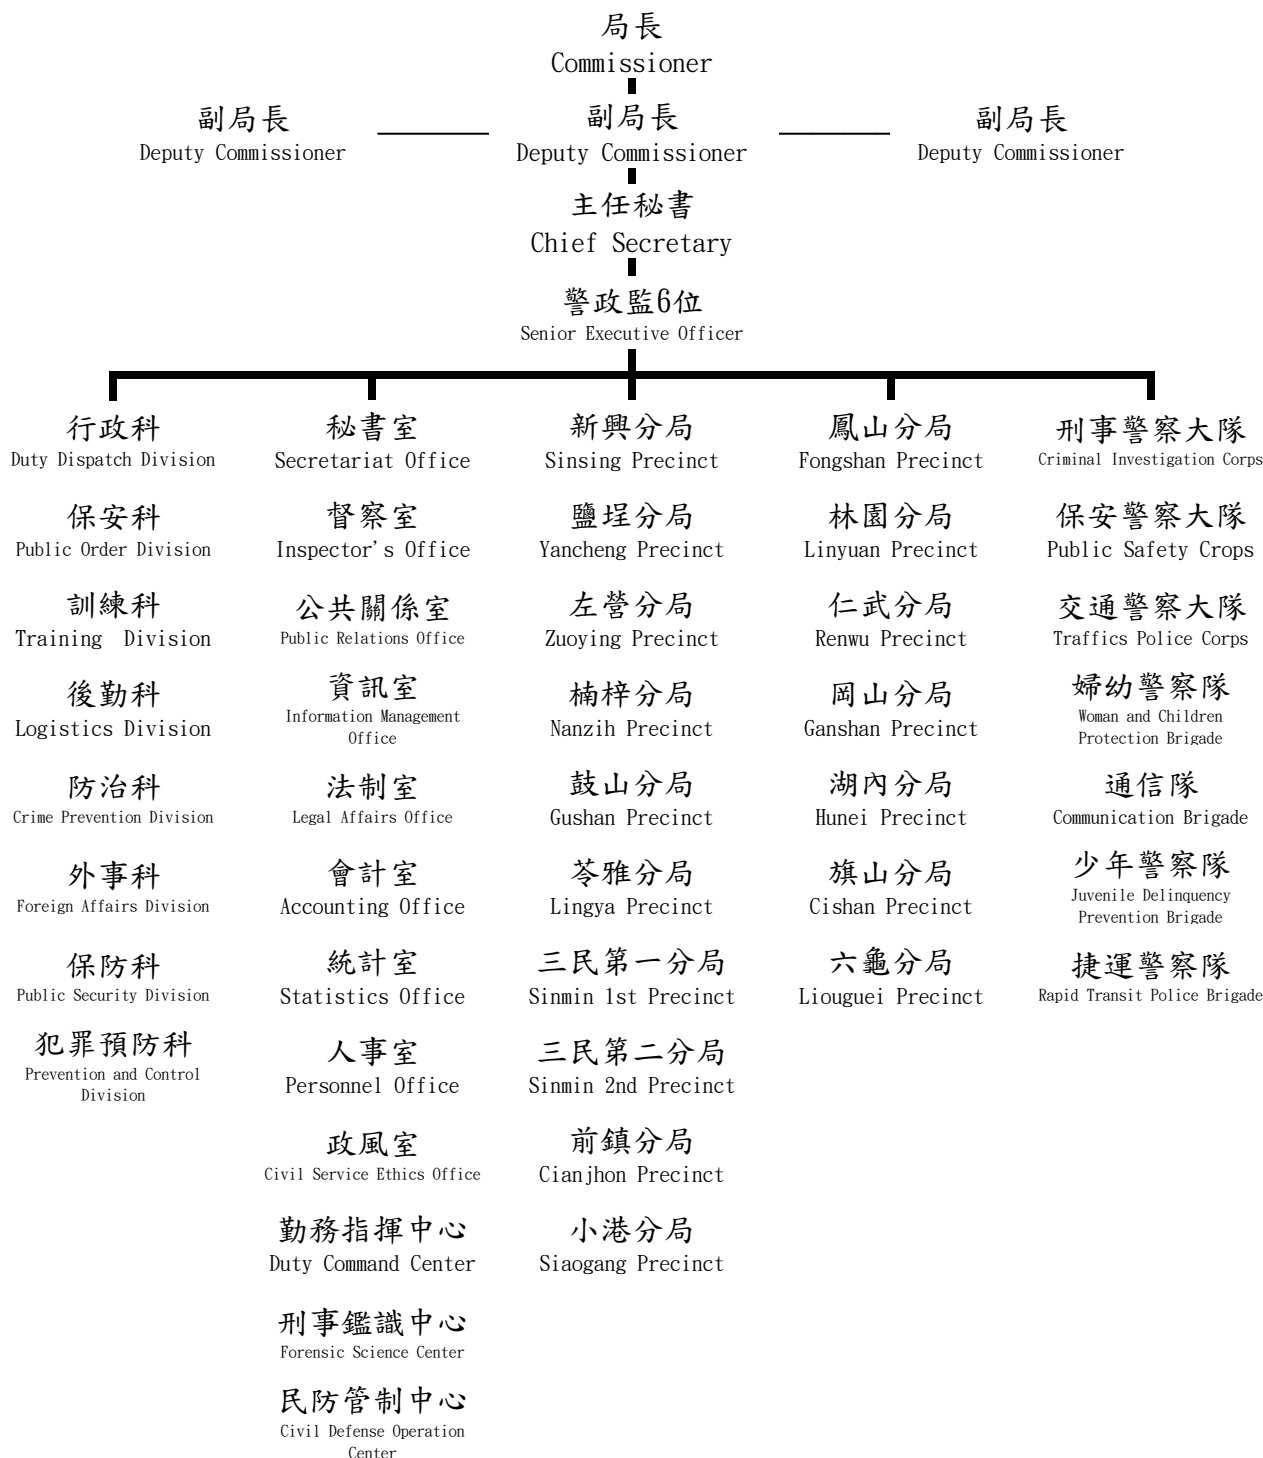 局長
Commissioner
副局長
Deputy Commissioner
副局長
Deputy Commissioner
副局長
Deputy Commissioner
主任秘書
Chief Secretary
警政監6位
Senior Executive Officer
行政科
Duty Dispatch Division
保安科
Public Order Division
訓練科
Training Division
後勤科
Logistics Division
防治科
Crime Prevention Division
外事科
Foreign Affairs Division
保防科
Public Security Division
犯罪預防科
Prevention and Control
Division
秘書室
Secretariat Office
督察室
Inspector's Office
公共關係室
Public Relations Office
資訊室
Information Management
Office
法制室
Legal Affairs Office
會計室
Accounting Office
統計室
Statistics Office
人事室
Personnel Office
政風室
Civil Service Ethics Office
勤務指揮中心
Duty Command Center
刑事鑑識中心
Forensic Science Center
民防管制中心
Civil Defense Operation
Center
新興分局
Sinsing Precinct
鹽埕分局
Yancheng Precinct
左營分局
Zuoying Precinct
楠梓分局
Nanzih Precinct
鼓山分局
Gushan Precinct
苓雅分局
Lingya Precinct
三民第一分局
Sinmin 1st Precinct
三民第二分局
Sinmin 2nd Precinct
前鎮分局
Cianjhon Precinct
小港分局
Siaogang Precinct
鳳山分局
Fongshan Precinct
林園分局
Linyuan Precinct
仁武分局
Renwu Precinct
岡山分局
Ganshan Precinct
湖內分局
Hunei Precinct
旗山分局
Cishan Precinct
六龜分局
Liouguei Precinct
刑事警察大隊
Criminal Investigation Corps
保安警察大隊
Public Safety Crops
交通警察大隊
Traffics Police Corps
婦幼警察隊
Woman and Children
Protection Brigade
通信隊
Communication Brigade
少年警察隊
Juvenile Delinquency
Prevention Brigade
捷運警察隊
Rapid Transit Police Brigade